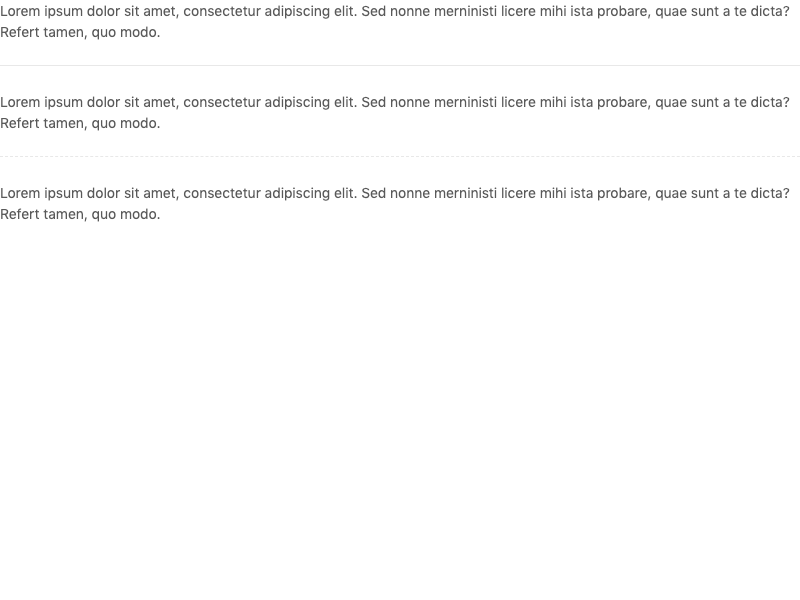 Lorem ipsum dolor sit amet, consectetur adipiscing elit. Sed nonne merninisti licere mihi ista probare, quae sunt a te dicta?
Refert tamen, quo modo.
Lorem ipsum dolor sit amet, consectetur adipiscing elit. Sed nonne merninisti licere mihi ista probare, quae sunt a te dicta?
Refert tamen, quo modo.
Lorem ipsum dolor sit amet, consectetur adipiscing elit. Sed nonne merninisti licere mihi ista probare, quae sunt a te dicta?
Refert tamen, quo modo.